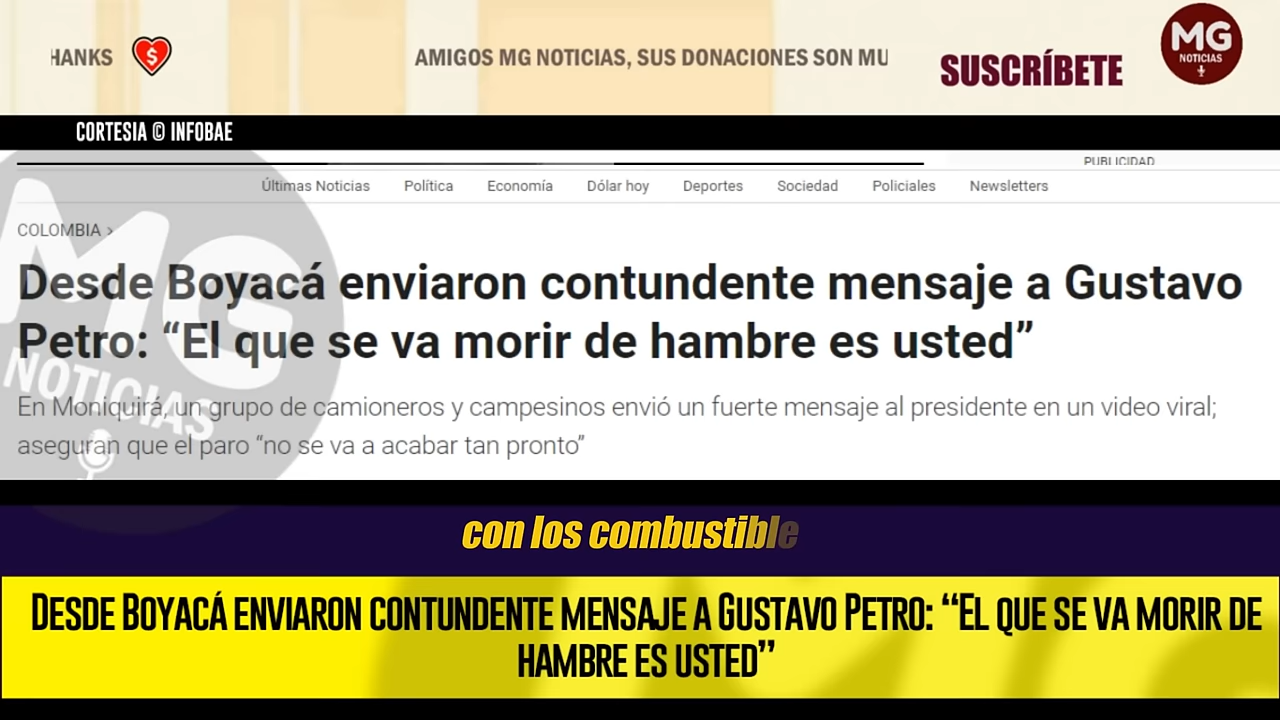 HANKS
AMIGOS MG NOTICIAS, SUS DONACIONES SON MU
SUSCRÍBETE
MG
NOTICIAS
CORTESIA © INFOBAE
PUBLICIDAD
Últimas Noticias Política Economía Dólar hoy Deportes Sociedad Policiales Newsletters
COLOMBIA >
Desde Boyacá enviaron contundente mensaje a Gustavo
Petro: “El que se va morir de hambre es usted”
En Moniquirá, un grupo de camioneros y campesinos envió un fuerte mensaje al presidente en un video viral;
aseguran que el paro “no se va a acabar tan pronto”
MG
NOTICIAS
con los combustible
DESDE BOYACÁ ENVIARON CONTUNDENTE MENSAJE A GUSTAVO PETRO: “EL QUE SE VA MORIR DE
HAMBRE ES USTED”